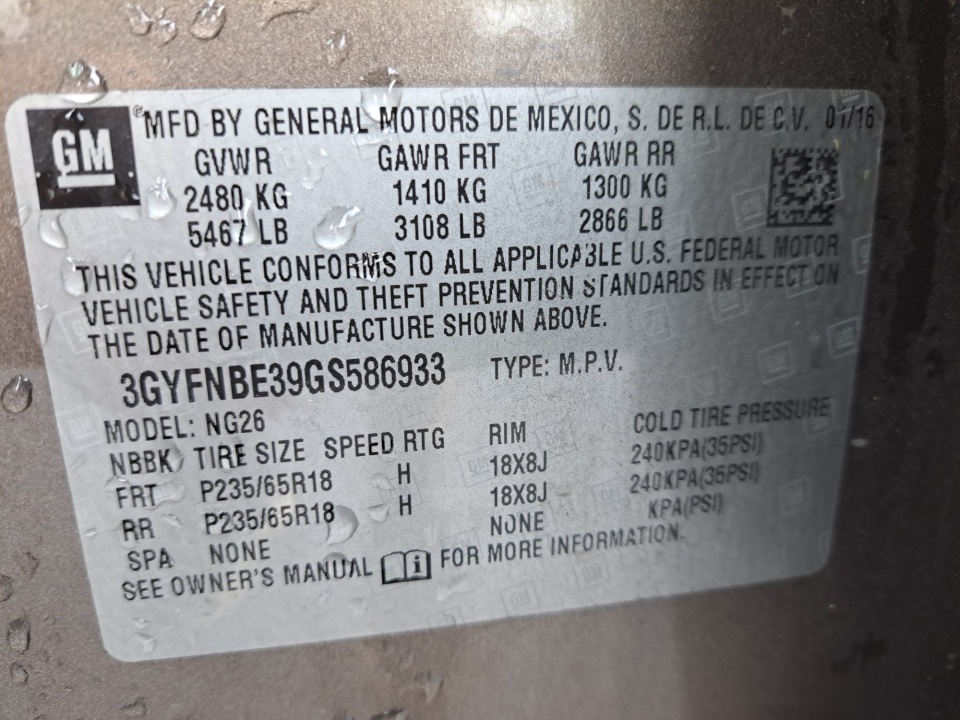 GM
® MFD BY GENERAL MOTORS DE MEXICO, S. DE R.L. DE C.V. 01/16
GVWR GAWR FRT GAWR RR
2480 KG 1410 KG 1300 KG
5467 LB 3108 LB 2866 LB
THIS VEHICLE CONFORMS TO ALL APPLICABLE U.S. FEDERAL MOTOR
VEHICLE SAFETY AND THEFT PREVENTION STANDARDS IN EFFECT ON
THE DATE OF MANUFACTURE SHOWN ABOVE.
3GYFNBE39GS586933 TYPE: M.P.V.
MODEL: NG26
NBBK TIRE SIZE SPEED RTG RIM COLD TIRE PRESSURE
FRT P235/65R18 H 18X8J 240KPA(35PSI)
RR P235/65R18 H 18X8J 240KPA(35PSI)
SPA NONE NONE KPA(PSI)
SEE OWNER'S MANUAL FOR MORE INFORMATION.